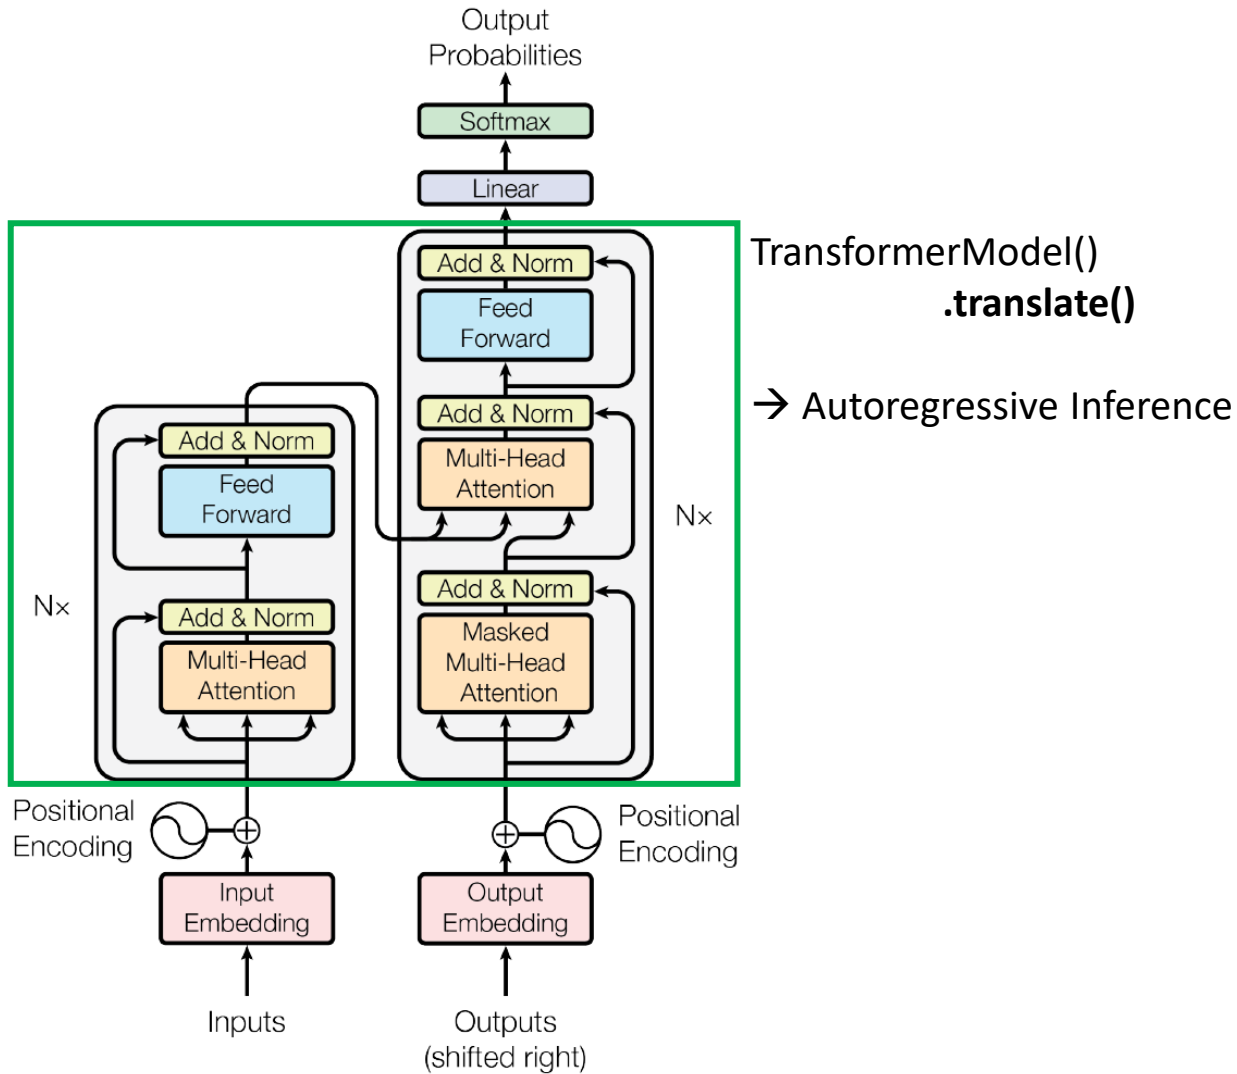 Output
Probabilities
Softmax
Linear
TransformerModel()
.translate()
→ Autoregressive Inference
Add & Norm
Feed
Forward
Add & Norm
Multi-Head
Attention
N×
Add & Norm
Masked
Multi-Head
Attention
Add & Norm
Feed
Forward
N×
Add & Norm
Multi-Head
Attention
Positional
Encoding
Positional
Encoding
Input
Embedding
Output
Embedding
Inputs
Outputs
(shifted right)